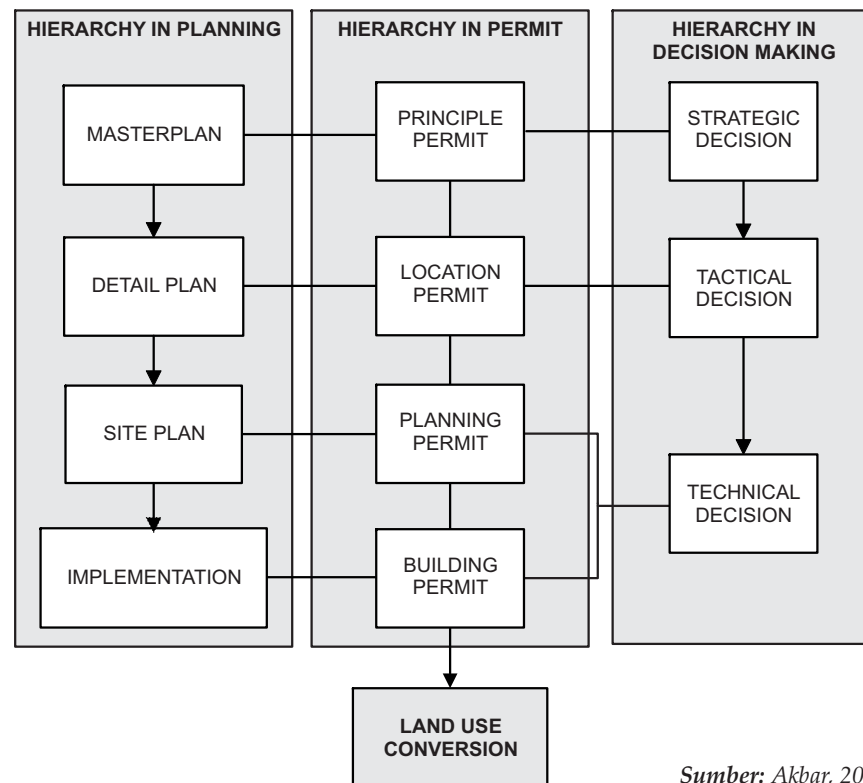 HIERARCHY IN PLANNING
MASTERPLAN
DETAIL PLAN
SITE PLAN
IMPLEMENTATION
HIERARCHY IN PERMIT
PRINCIPLE
PERMIT
LOCATION
PERMIT
PLANNING
PERMIT
BUILDING
PERMIT
LAND USE
CONVERSION
HIERARCHY IN
DECISION MAKING
STRATEGIC
DECISION
TACTICAL
DECISION
TECHNICAL
DECISION
Sumber: Akbar, 20